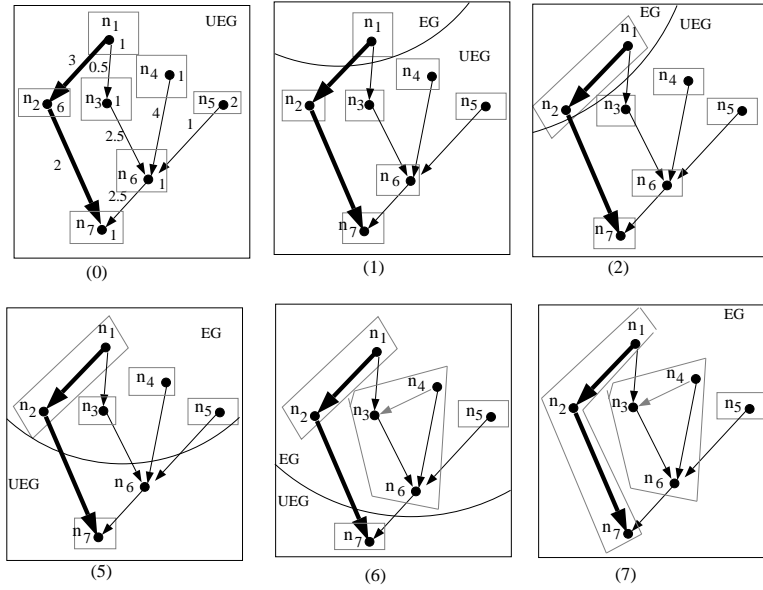 n1 UEG
1
3 0.5
n4 1
n2 6 n3 1 n5 2
2.5 4 1
2 n6 1
2.5
n7 1
(0)
n1 EG
UEG
n4
n2 n3 n5
n6
n7
(1)
EG
n1 UEG
n4
n2 n3 n5
n6
n7
(2)
n1 EG
n4
n2 n3 n5
UEG n6
n7
(5)
n1
n4
n2 n3 n5
EG
n6
UEG
n7
(6)
EG
n1
n4
n2 n3 n5
n6
n7
(7)